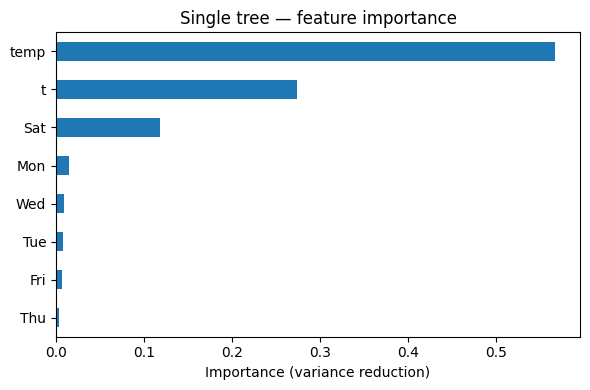 Single tree — feature importance
temp
t
Sat
Mon
Wed
Tue
Fri
Thu
0.0 0.1 0.2 0.3 0.4 0.5
Importance (variance reduction)